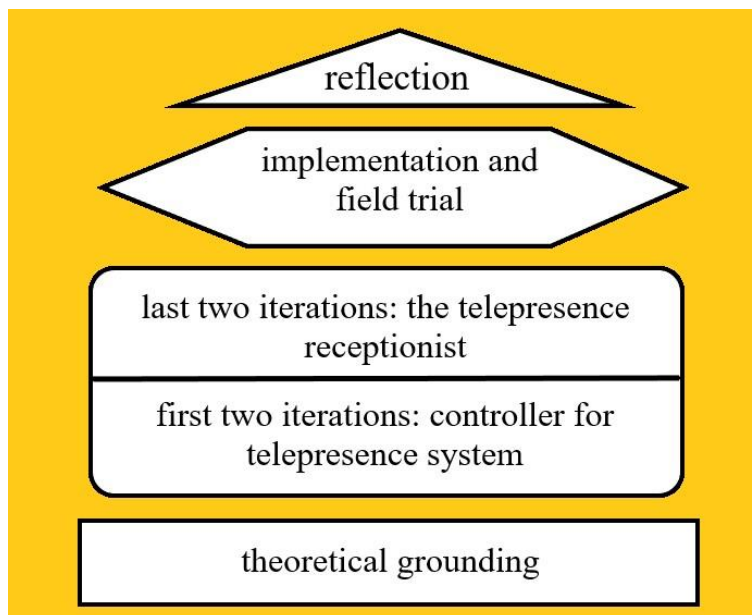 reflection
implementation and
field trial
last two iterations: the telepresence
receptionist
first two iterations: controller for
telepresence system
theoretical grounding